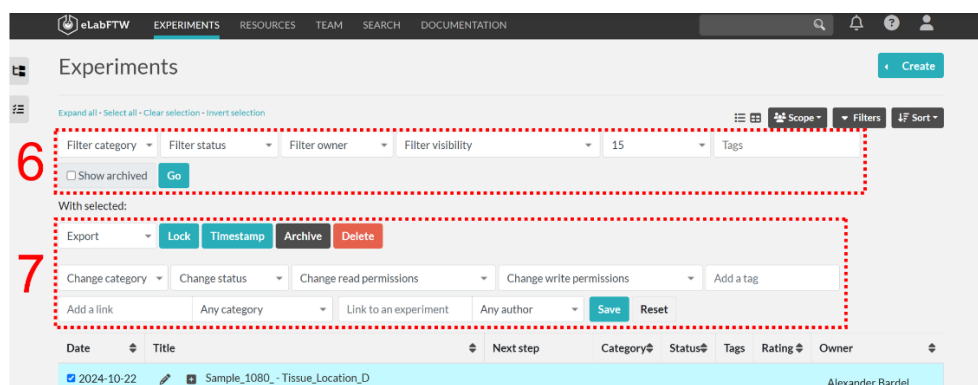 eLabFTW EXPERIMENTS RESOURCES TEAM SEARCH DOCUMENTATION
Experiments
Create
Expand all • Select all • Clear selection • Invert selection
Scope
Filters
Sort
6
Filter category Filter status Filter owner Filter visibility 15 Tags
Show archived Go
With selected:
7
Export Lock Timestamp Archive Delete
Change category Change status Change read permissions Change write permissions Add a tag
Add a link Any category Link to an experiment Any author Save Reset
Date Title Next step Category Status Tags Rating Owner
2024-10-22 Sample_1080_ - Tissue_Location_D Alexander Bardel